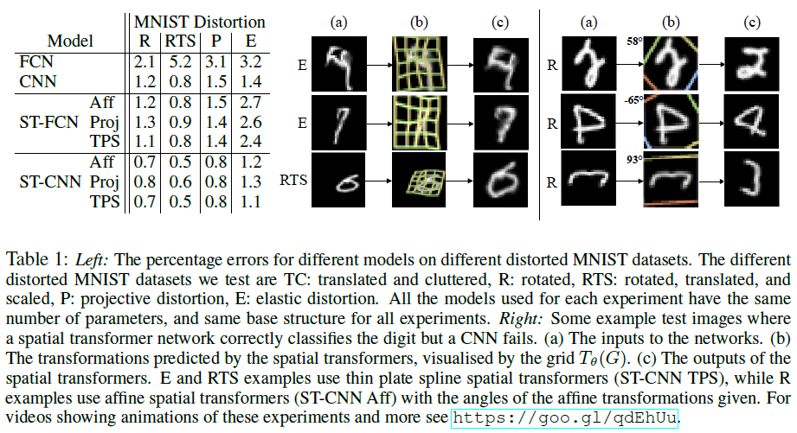 MNIST Distortion
Model R RTS P E
FCN 2.1 5.2 3.1 3.2
CNN 1.2 0.8 1.5 1.4
Aff 1.2 0.8 1.5 2.7
ST-FCN Proj 1.3 0.9 1.4 2.6
TPS 1.1 0.8 1.4 2.4
Aff 0.7 0.5 0.8 1.2
ST-CNN Proj 0.8 0.6 0.8 1.3
TPS 0.7 0.5 0.8 1.1
(a) (b) (c)
E
E
RTS
(a) (b) (c)
R 58°
R -65°
R 93°
Table 1: Left: The percentage errors for different models on different distorted MNIST datasets. The different
distorted MNIST datasets we test are TC: translated and cluttered, R: rotated, RTS: rotated, translated, and
scaled, P: projective distortion, E: elastic distortion. All the models used for each experiment have the same
number of parameters, and same base structure for all experiments. Right: Some example test images where
a spatial transformer network correctly classifies the digit but a CNN fails. (a) The inputs to the networks. (b)
The transformations predicted by the spatial transformers, visualised by the grid Tθ(G). (c) The outputs of the
spatial transformers. E and RTS examples use thin plate spline spatial transformers (ST-CNN TPS), while R
examples use affine spatial transformers (ST-CNN Aff) with the angles of the affine transformations given. For
videos showing animations of these experiments and more see https://goo.gl/qdEhUu.